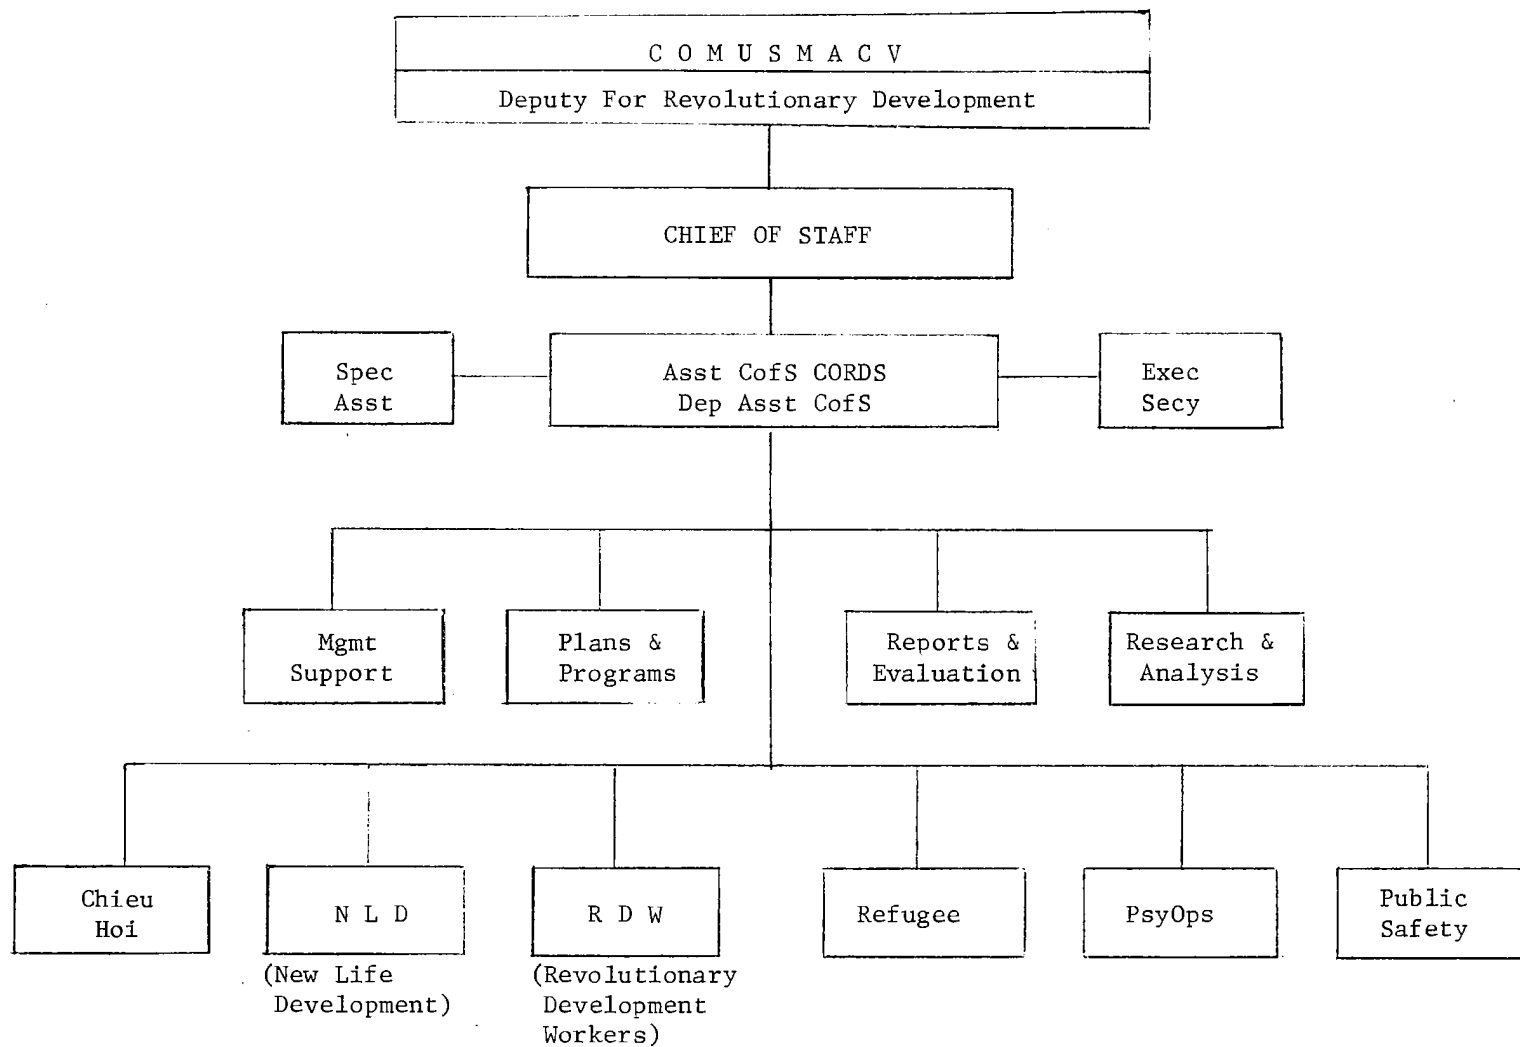 C O M U S M A C V
Deputy For Revolutionary Development
CHIEF OF STAFF
Spec
Asst
Asst CofS CORDS
Dep Asst CofS
Exec
Secy
Mgmt
Support
Plans &
Programs
Reports &
Evaluation
Research &
Analysis
Chieu
Hoi
N L D
(New Life
Development)
R D W
(Revolutionary
Development
Workers)
Refugee
PsyOps
Public
Safety